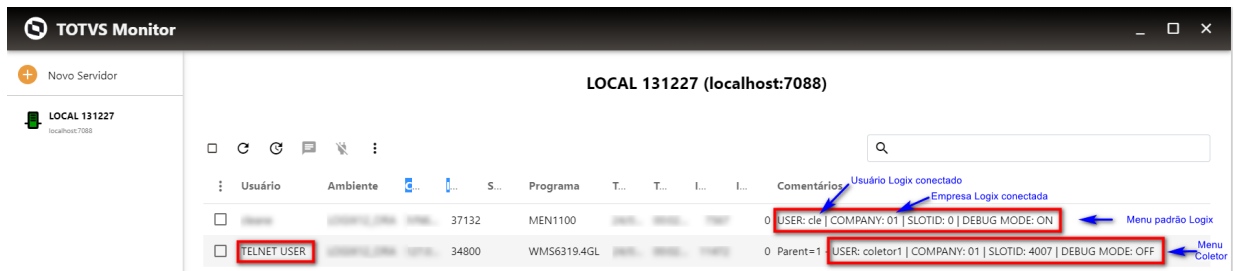 TOTVS Monitor
Novo Servidor
LOCAL 131227 (localhost:7088)
LOCAL 131227
localhost:7088
Usuário Logix conectado
Empresa Logix conectada
Usuário Ambiente C... I... S... Programa T... T... I... I... Comentários
37132 MEN1100 0 USER: cle | COMPANY: 01 | SLOTID: 0 | DEBUG MODE: ON Menu padrão Logix
TELNET USER 34800 WMS6319.4GL 0 Parent=1 - USER: coletor1 | COMPANY: 01 | SLOTID: 4007 | DEBUG MODE: OFF Menu Coletor